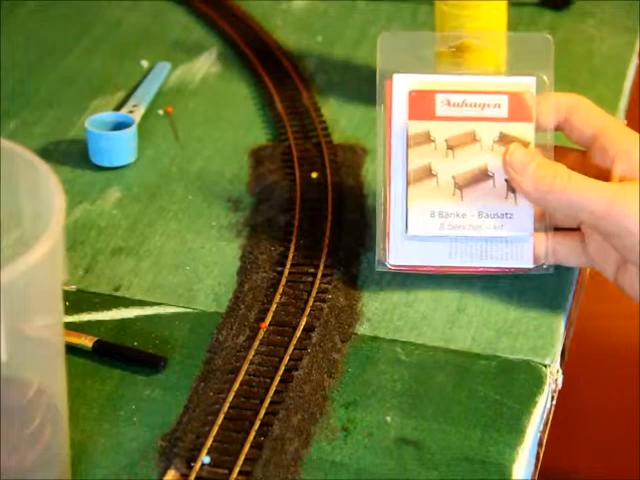 Auhagen
8 Bänke - Bausatz
8 benches - kit